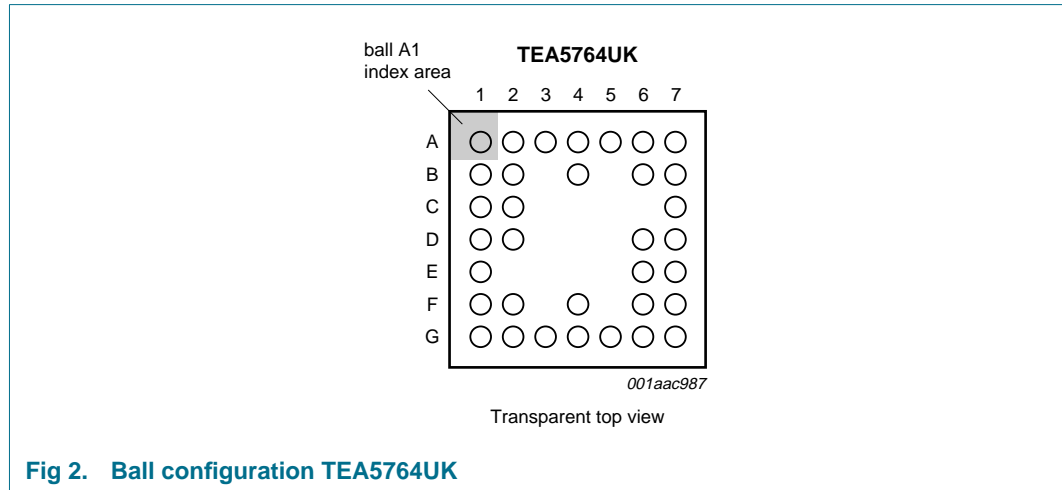 ball A1
index area
TEA5764UK
1 2 3 4 5 6 7
A
B
C
D
E
F
G
001aac987
Transparent top view
Fig 2. Ball configuration TEA5764UK